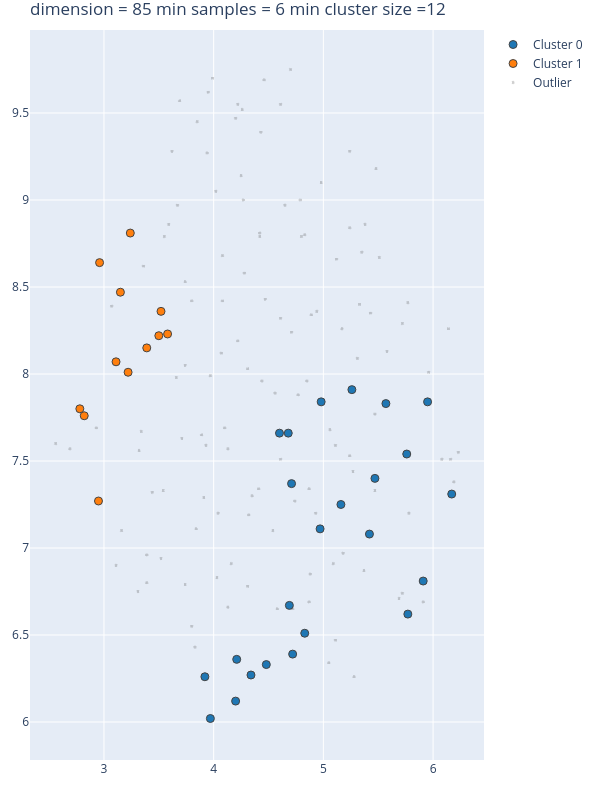 dimension = 85 min samples = 6 min cluster size =12
Cluster 0
Cluster 1
Outlier
9.5
9
8.5
8
7.5
7
6.5
6
3 4 5 6